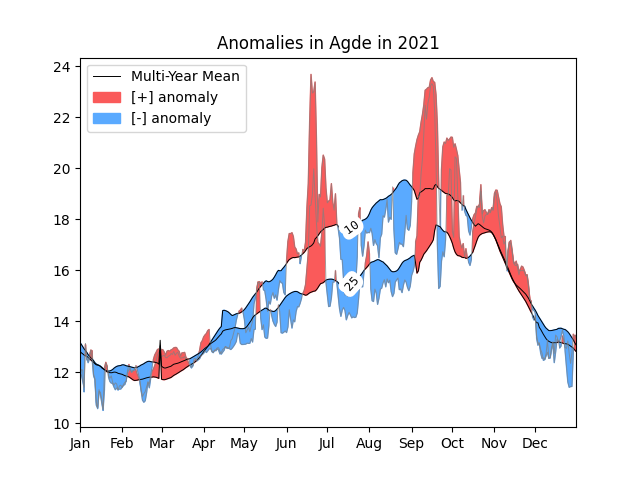 Anomalies in Agde in 2021
Multi-Year Mean
[+] anomaly
[-] anomaly
24
22
20
18
16
14
12
10
10
25
Jan Feb Mar Apr May Jun Jul Aug Sep Oct Nov Dec